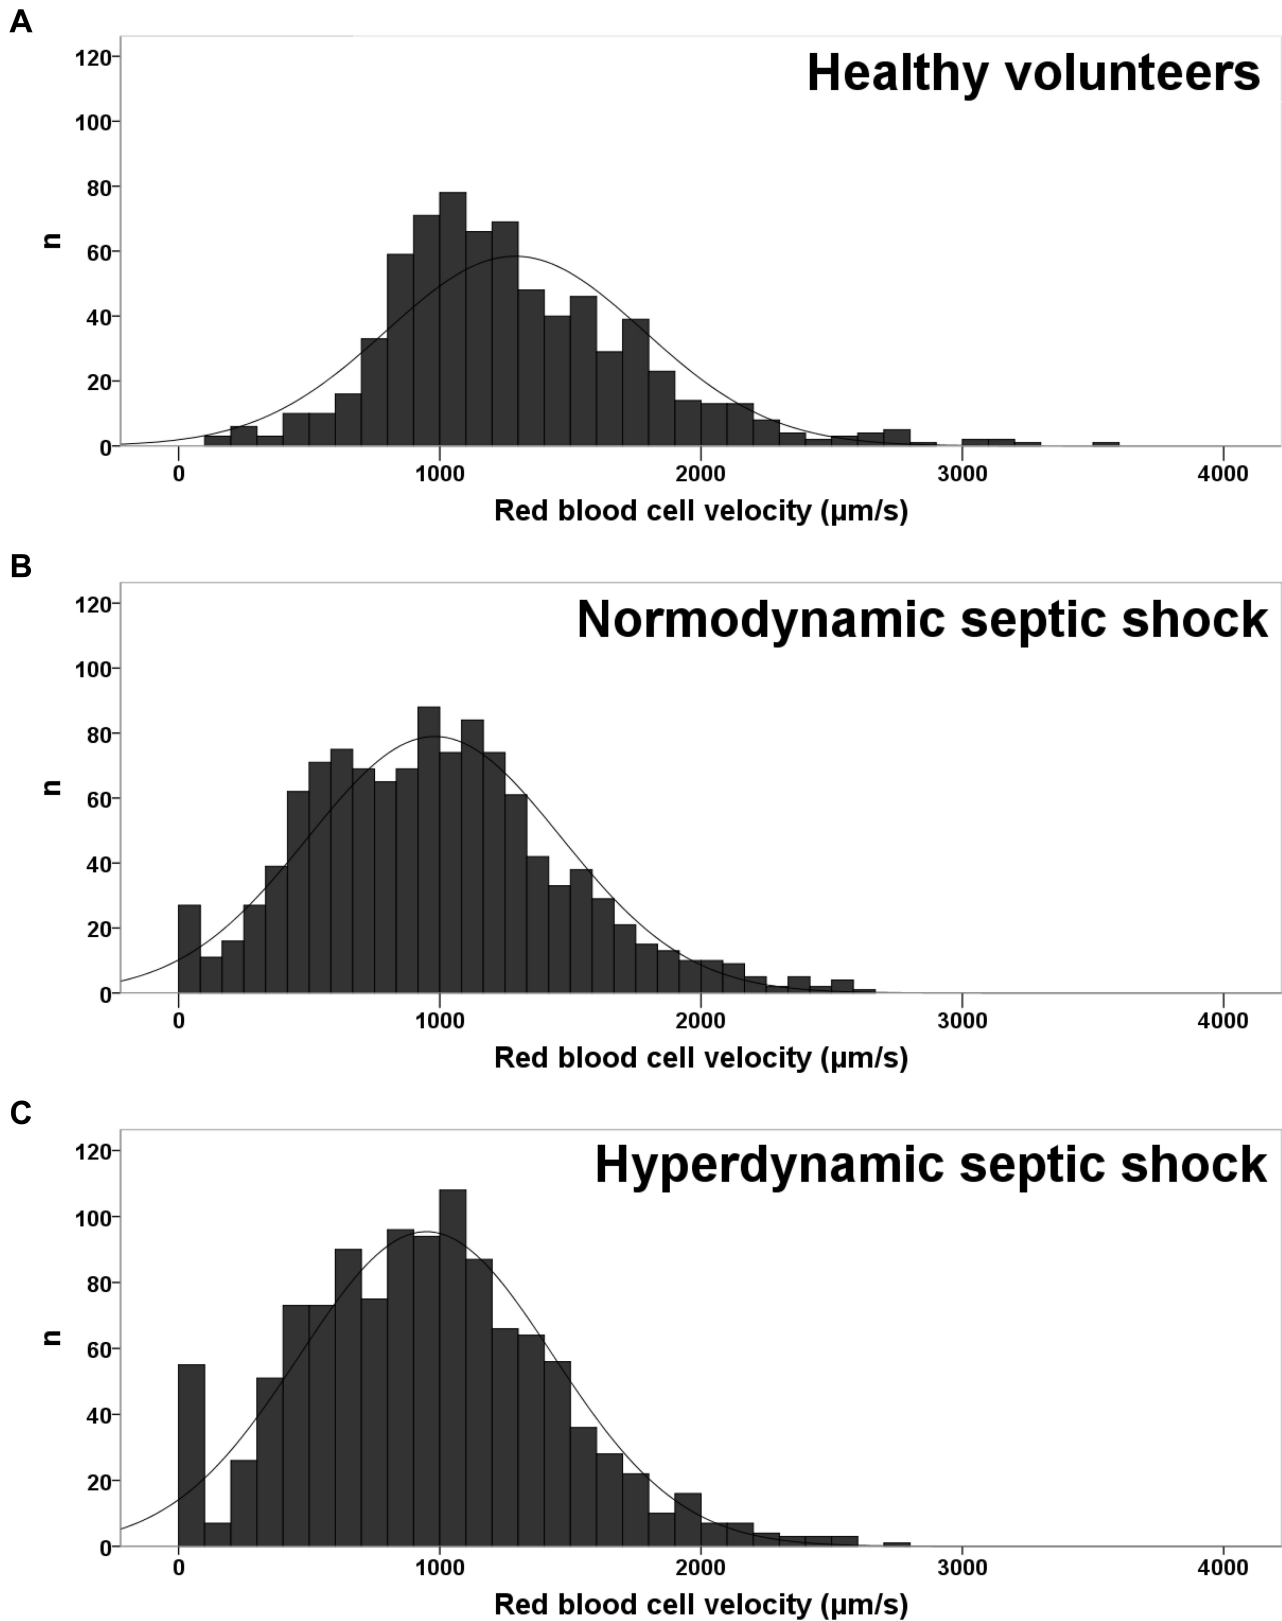 A
Healthy volunteers
120
100
80
60
40
20
0
n
0 1000 2000 3000 4000
Red blood cell velocity (µm/s)
B
Normodynamic septic shock
120
100
80
60
40
20
0
n
0 1000 2000 3000 4000
Red blood cell velocity (µm/s)
C
Hyperdynamic septic shock
120
100
80
60
40
20
0
n
0 1000 2000 3000 4000
Red blood cell velocity (µm/s)